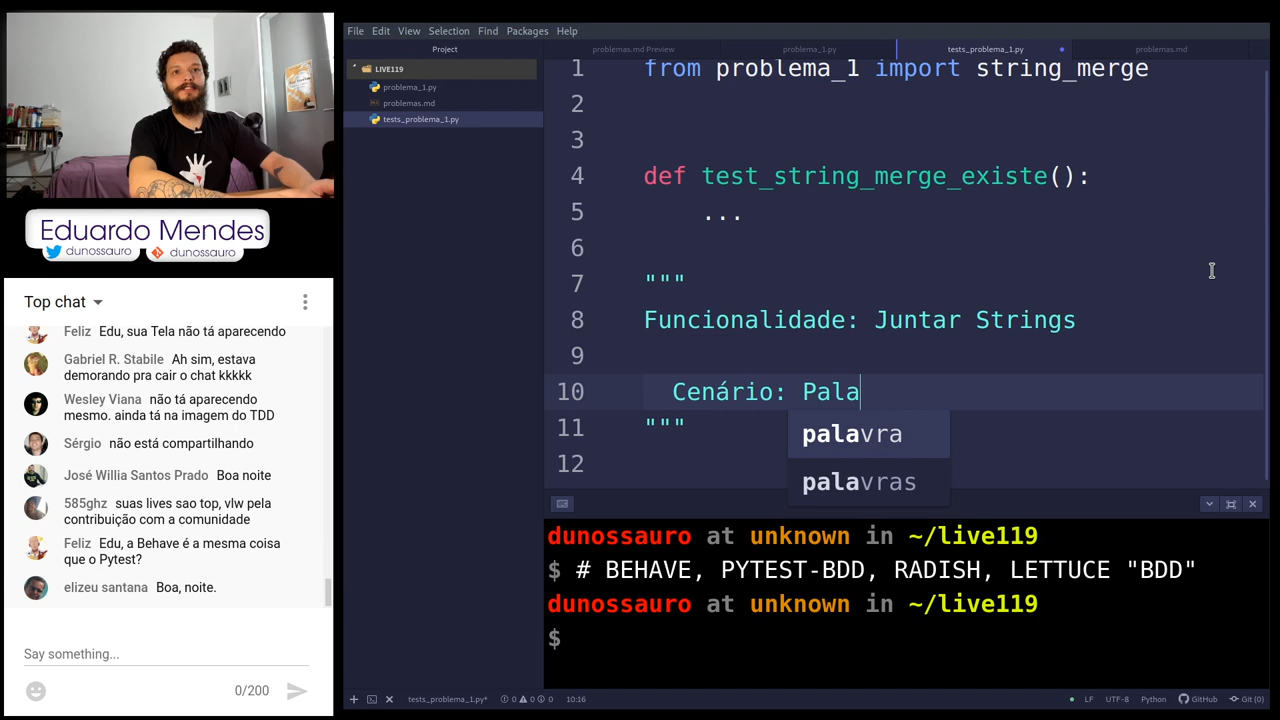 File Edit View Selection Find Packages Help
Project
problemas.md Preview
problema_1.py
tests_problema_1.py
problemas.md
LIVE119
problema_1.py
problemas.md
tests_problema_1.py
1 from problema_1 import string_merge
2
3
4 def test_string_merge_existe():
5 ...
6
7 """
8 Funcionalidade: Juntar Strings
9
10 Cenário: Pala
11 """
12
palavra
palavras
dunossauro at unknown in ~/live119
$ # BEHAVE, PYTEST-BDD, RADISH, LETTUCE "BDD"
dunossauro at unknown in ~/live119
$
tests_problema_1.py* 0 0 0 10:16
LF UTF-8 Python GitHub Git (0)
Eduardo Mendes
dunossauro dunossauro
Top chat
Feliz Edu, sua Tela não tá aparecendo
Gabriel R. Stabile Ah sim, estava
demorando pra cair o chat kkkkk
Wesley Viana não tá aparecendo
mesmo. ainda tá na imagem do TDD
Sérgio não está compartilhando
José Willia Santos Prado Boa noite
585ghz suas lives sao top, vlw pela
contribuição com a comunidade
Feliz Edu, a Behave é a mesma coisa
que o Pytest?
elizeu santana Boa, noite.
Say something...
0/200